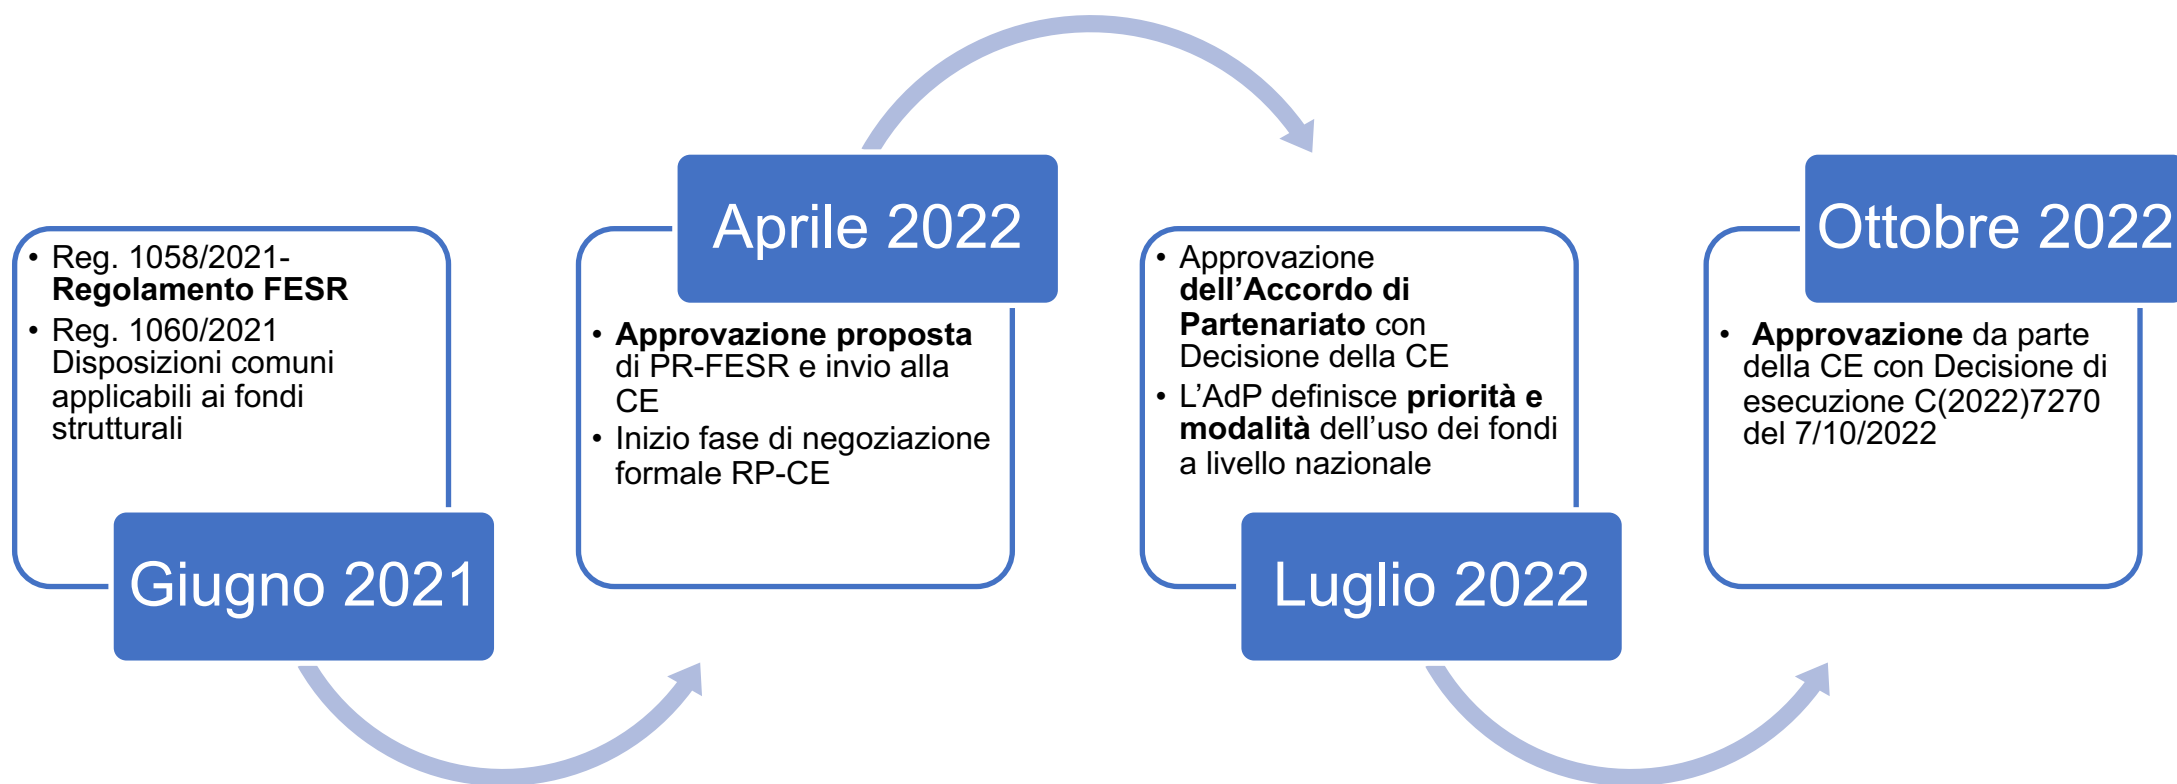 • Reg. 1058/2021-
Regolamento FESR
• Reg. 1060/2021
Disposizioni comuni
applicabili ai fondi
strutturali
Giugno 2021
Aprile 2022
• Approvazione proposta
di PR-FESR e invio alla
CE
• Inizio fase di negoziazione
formale RP-CE
• Approvazione
dell’Accordo di
Partenariato con
Decisione della CE
• L’AdP definisce priorità e
modalità dell’uso dei fondi
a livello nazionale
Luglio 2022
Ottobre 2022
• Approvazione da parte
della CE con Decisione di
esecuzione C(2022)7270
del 7/10/2022